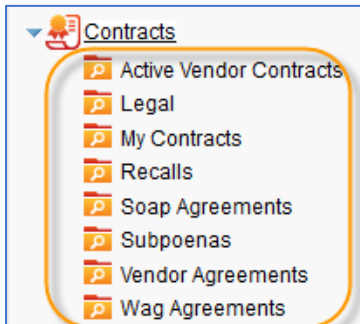 Contracts
Active Vendor Contracts
Legal
My Contracts
Recalls
Soap Agreements
Subpoenas
Vendor Agreements
Wag Agreements